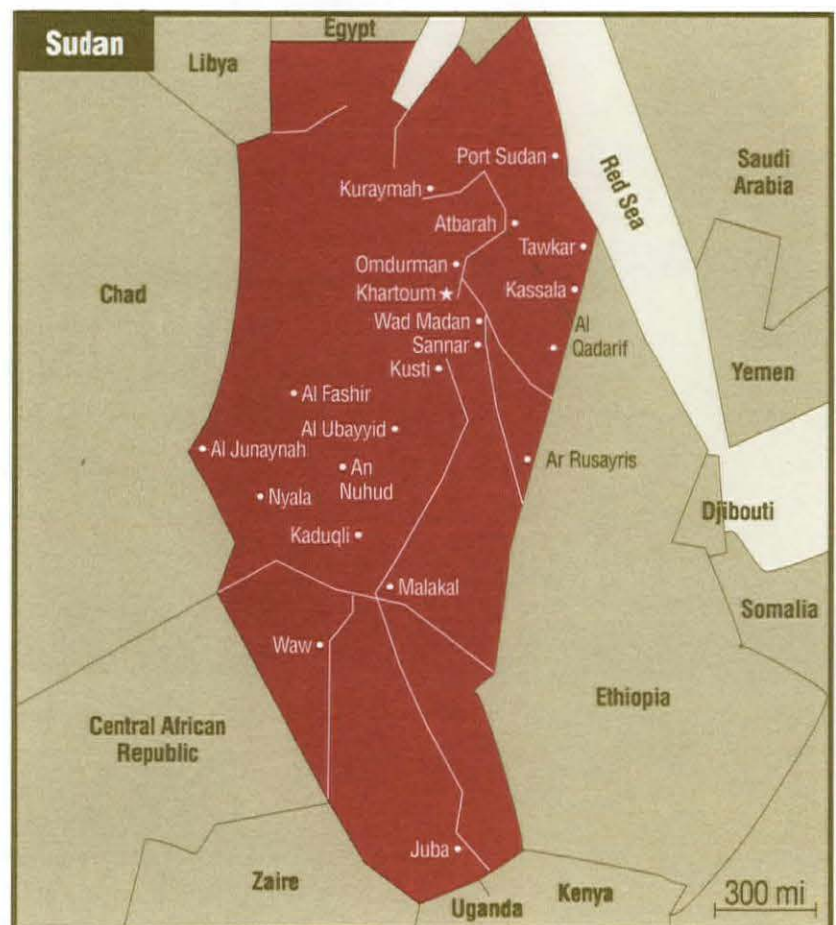 Sudan
Egypt
Libya
Port Sudan
Red Sea
Saudi
Arabia
Kuraymah
Atbarah
Tawkar
Omdurman
Chad
Khartoum
Kassala
Wad Madan
Al
Qadarif
Sannar
Kusti
Yemen
Al Fashir
Al Ubayyid
Al Junaynah
An
Nuhud
Ar Rusayris
Nyala
Djibouti
Kaduqli
Malakal
Somalia
Waw
Ethiopia
Central African
Republic
Juba
Zaire
Uganda
Kenya
300 mi